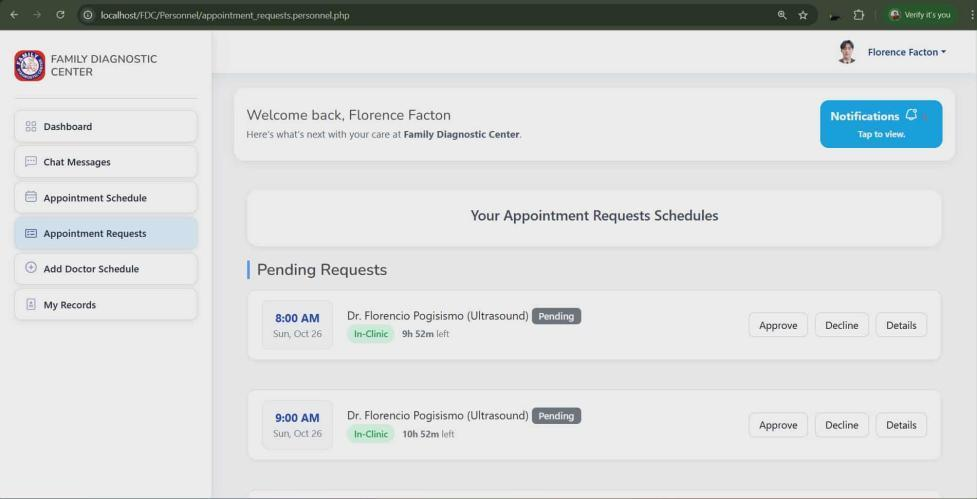 localhost/FDC/Personnel/appointment_requests.personnel.php
Verify it's you
FAMILY DIAGNOSTIC
CENTER
Florence Facton
Dashboard
Chat Messages
Appointment Schedule
Appointment Requests
Add Doctor Schedule
My Records
Welcome back, Florence Facton
Here's what's next with your care at Family Diagnostic Center.
Notifications
Tap to view.
Your Appointment Requests Schedules
Pending Requests
8:00 AM
Sun, Oct 26
Dr. Florencio Pogisismo (Ultrasound) Pending
In-Clinic 9h 52m left
Approve Decline Details
9:00 AM
Sun, Oct 26
Dr. Florencio Pogisismo (Ultrasound) Pending
In-Clinic 10h 52m left
Approve Decline Details